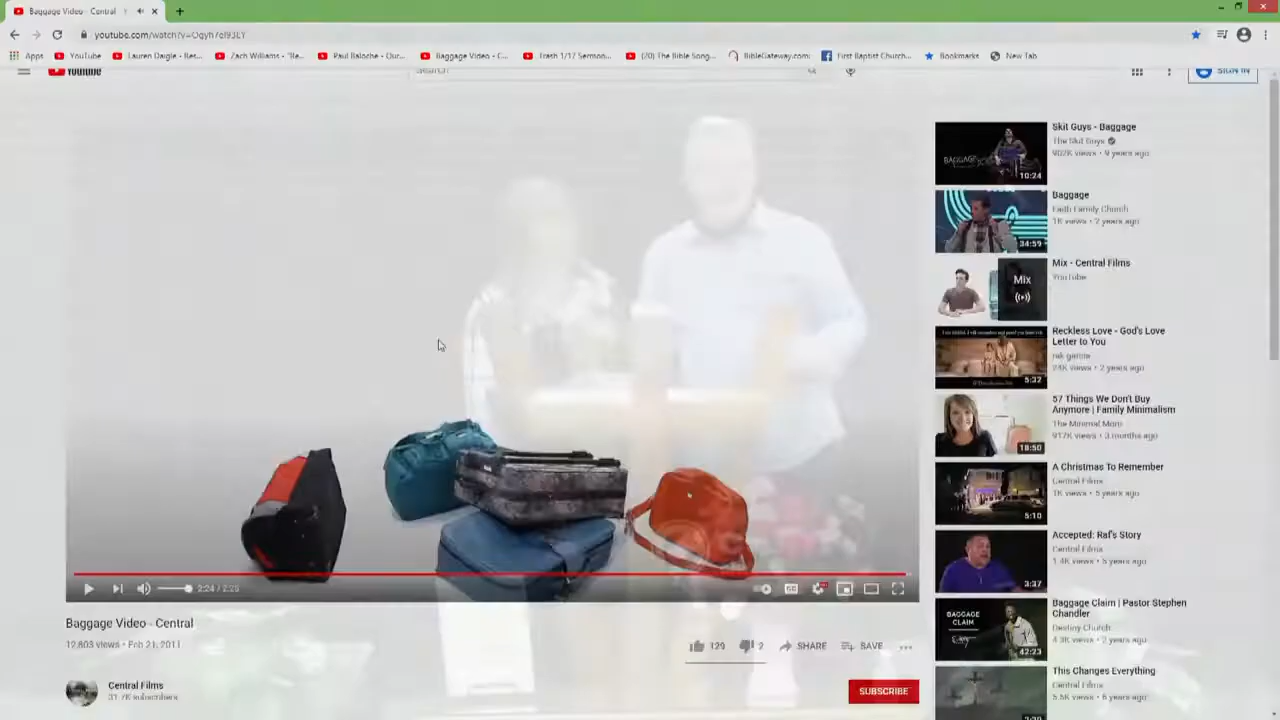 Baggage Video - Central
youtube.com/watch?v=
Apps YouTube Lauren Daigle - Res... Zach Williams - "Re... Paul Baloche - Our... Baggage Video - C... Trash 1/17 Sermon... (20) The Bible Song... BibleGateway.com: First Baptist Church... Bookmarks New Tab
YouTube Search SIGN IN
Skit Guys - Baggage
The Skit Guys
902K views • 9 years ago
BAGGAGE
10:24
Baggage
Faith Family Church
1K views • 2 years ago
34:59
Mix - Central Films
YouTube
Mix
Reckless Love - God's Love
Letter to You
24K views • 2 years ago
5:32
57 Things We Don't Buy
Anymore | Family Minimalism
The Minimal Mom
917K views • 3 months ago
18:50
A Christmas To Remember
Central Films
1K views • 5 years ago
5:10
Accepted: Raf's Story
Central Films
1.4K views • 5 years ago
3:37
Baggage Claim | Pastor Stephen
Chandler
Destiny Church
4.3K views • 2 years ago
BAGGAGE
CLAIM
42:23
This Changes Everything
Central Films
5.5K views • 6 years ago
2:24 / 2:25
Baggage Video - Central
12,803 views • Feb 21, 2011
129 2 SHARE SAVE
Central Films
SUBSCRIBE